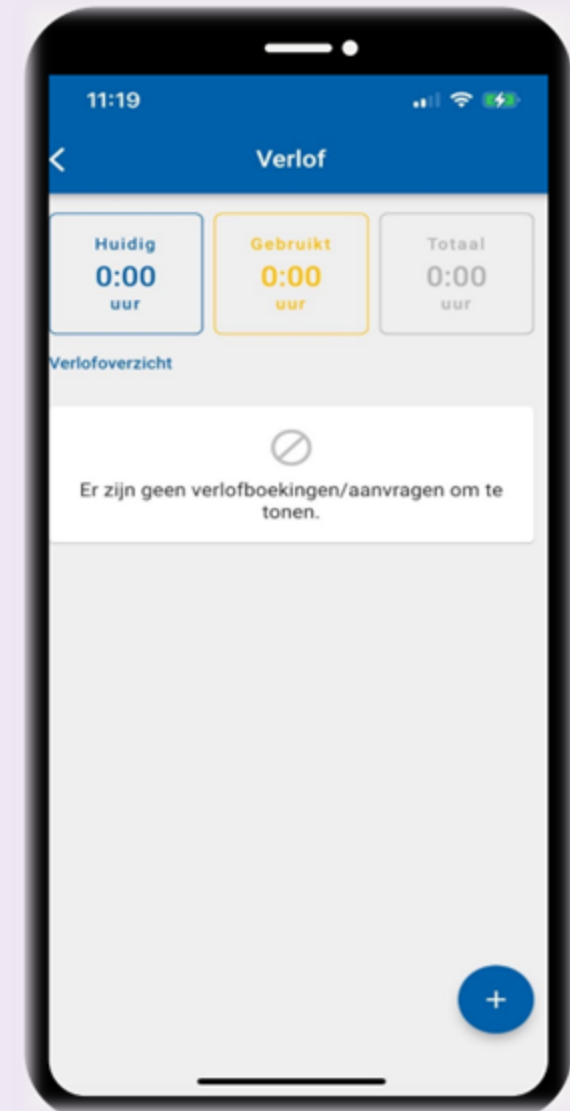 11:19
Verlof
Huidig
0:00
uur
Gebruikt
0:00
uur
Totaal
0:00
uur
Verlofoverzicht
Er zijn geen verlofboekingen/aanvragen om te
tonen.
+